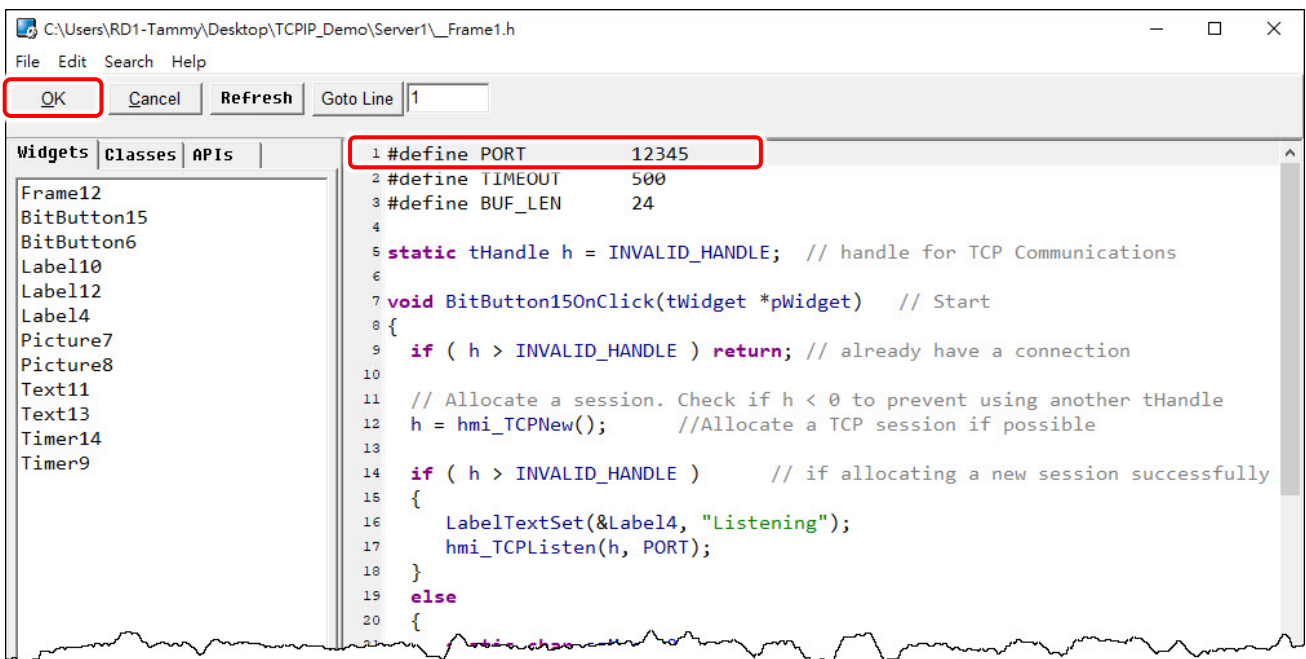 C:\Users\RD1-Tammy\Desktop\TCPIP_Demo\Server1\__Frame1.h
File Edit Search Help
OK Cancel Refresh Goto Line 1
Widgets Classes APIs
Frame12
BitButton15
BitButton6
Label10
Label12
Label4
Picture7
Picture8
Text11
Text13
Timer14
Timer9
1 #define PORT 12345
2 #define TIMEOUT 500
3 #define BUF_LEN 24
4
5 static tHandle h = INVALID_HANDLE; // handle for TCP Communications
6
7 void BitButton15OnClick(tWidget *pWidget) // Start
8 {
9 if ( h > INVALID_HANDLE ) return; // already have a connection
10
11 // Allocate a session. Check if h < 0 to prevent using another tHandle
12 h = hmi_TCPNew(); //Allocate a TCP session if possible
13
14 if ( h > INVALID_HANDLE ) // if allocating a new session successfully
15 {
16 LabelTextSet(&Label4, "Listening");
17 hmi_TCPListen(h, PORT);
18 }
19 else
20 {